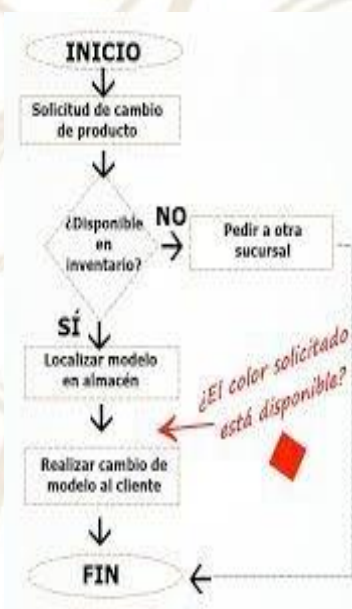 INICIO
Solicitud de cambio
de producto
¿Disponible
en
inventario?
NO
Pedir a otra
sucursal
SÍ
Localizar modelo
en almacén
¿El color solicitado
está disponible?
Realizar cambio de
modelo al cliente
FIN